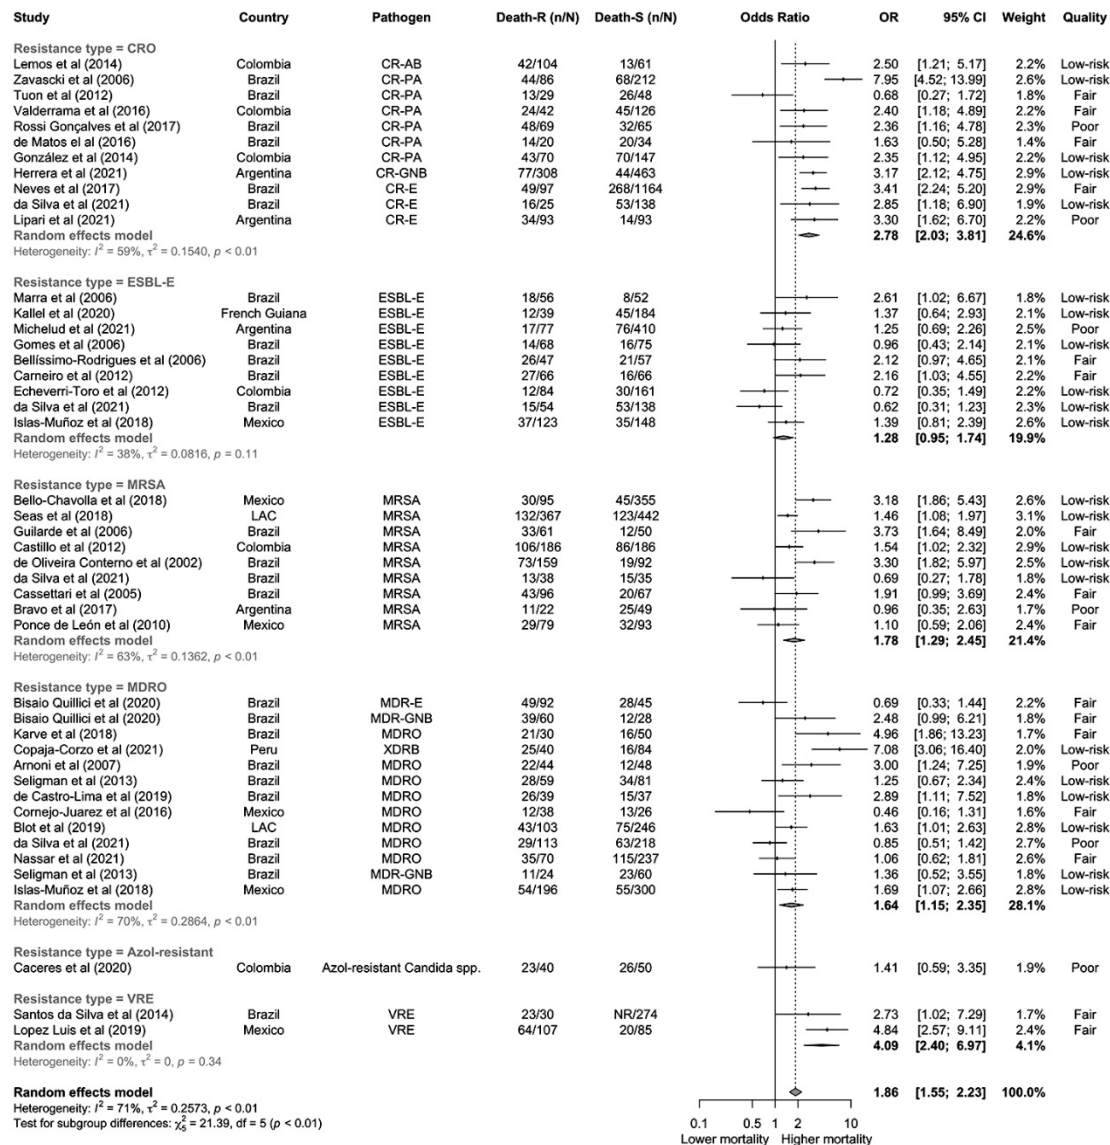 Study Country Pathogen Death-R (n/N) Death-S (n/N) Odds Ratio OR 95% CI Weight Quality
Resistance type = CRO
Lemos et al (2014) Colombia CR-AB 42/104 13/61 2.50 [1.21; 5.17] 2.2% Low-risk
Zavascki et al (2006) Brazil CR-PA 44/86 68/212 7.95 [4.52; 13.99] 2.6% Low-risk
Tuon et al (2012) Brazil CR-PA 13/29 26/48 0.68 [0.27; 1.72] 1.8% Fair
Valderrama et al (2016) Colombia CR-PA 24/42 45/126 2.40 [1.18; 4.89] 2.2% Fair
Rossi Gonçalves et al (2017) Brazil CR-PA 48/69 32/65 2.36 [1.16; 4.78] 2.3% Poor
de Matos el al (2016) Brazil CR-PA 14/20 20/34 1.63 [0.50; 5.28] 1.4% Fair
González et al (2014) Colombia CR-PA 43/70 70/147 2.35 [1.12; 4.95] 2.2% Low-risk
Herrera et al (2021) Argentina CR-GNB 77/308 44/463 3.17 [2.12; 4.75] 2.9% Low-risk
Neves et al (2017) Brazil CR-E 49/97 268/1164 3.41 [2.24; 5.20] 2.9% Fair
da Silva et al (2021) Brazil CR-E 16/25 53/138 2.85 [1.18; 6.90] 1.9% Low-risk
Lipari et al (2021) Argentina CR-E 34/93 14/93 3.30 [1.62; 6.70] 2.2% Poor
Random effects model 2.78 [2.03; 3.81] 24.6%
Heterogeneity: I² = 59%, τ² = 0.1540, p < 0.01
Resistance type = ESBL-E
Marra et al (2006) Brazil ESBL-E 18/56 8/52 2.61 [1.02; 6.67] 1.8% Low-risk
Kallel et al (2020) French Guiana ESBL-E 12/39 45/184 1.37 [0.64; 2.93] 2.1% Low-risk
Michelud et al (2021) Argentina ESBL-E 17/77 76/410 1.25 [0.69; 2.26] 2.5% Poor
Gomes et al (2006) Brazil ESBL-E 14/68 16/75 0.96 [0.43; 2.14] 2.1% Low-risk
Bellíssimo-Rodrigues et al (2006) Brazil ESBL-E 26/47 21/57 2.12 [0.97; 4.65] 2.1% Fair
Carneiro et al (2012) Brazil ESBL-E 27/66 16/66 2.16 [1.03; 4.55] 2.2% Fair
Echeverri-Toro et al (2012) Colombia ESBL-E 12/84 30/161 0.72 [0.35; 1.49] 2.2% Low-risk
da Silva et al (2021) Brazil ESBL-E 15/54 53/138 0.62 [0.31; 1.23] 2.3% Low-risk
Islas-Muñoz et al (2018) Mexico ESBL-E 37/123 35/148 1.39 [0.81; 2.39] 2.6% Low-risk
Random effects model 1.28 [0.95; 1.74] 19.9%
Heterogeneity: I² = 38%, τ² = 0.0816, p = 0.11
Resistance type = MRSA
Bello-Chavolla et al (2018) Mexico MRSA 30/95 45/355 3.18 [1.86; 5.43] 2.6% Low-risk
Seas et al (2018) LAC MRSA 132/367 123/442 1.46 [1.08; 1.97] 3.1% Low-risk
Guilarde et al (2006) Brazil MRSA 33/61 12/50 3.73 [1.64; 8.49] 2.0% Fair
Castillo et al (2012) Colombia MRSA 106/186 86/186 1.54 [1.02; 2.32] 2.9% Low-risk
de Oliveira Conterno et al (2002) Brazil MRSA 73/159 19/92 3.30 [1.82; 5.97] 2.5% Low-risk
da Silva et al (2021) Brazil MRSA 13/38 15/35 0.69 [0.27; 1.78] 1.8% Low-risk
Cassettari et al (2005) Brazil MRSA 43/96 20/67 1.91 [0.99; 3.69] 2.4% Fair
Bravo et al (2017) Argentina MRSA 11/22 25/49 0.96 [0.35; 2.63] 1.7% Poor
Ponce de León et al (2010) Mexico MRSA 29/79 32/93 1.10 [0.59; 2.06] 2.4% Fair
Random effects model 1.78 [1.29; 2.45] 21.4%
Heterogeneity: I² = 63%, τ² = 0.1362, p < 0.01
Resistance type = MDRO
Bisaio Quillici et al (2020) Brazil MDR-E 49/92 28/45 0.69 [0.33; 1.44] 2.2% Fair
Bisaio Quillici et al (2020) Brazil MDR-GNB 39/60 12/28 2.48 [0.99; 6.21] 1.8% Fair
Karve et al (2018) Brazil MDRO 21/30 16/50 4.96 [1.86; 13.23] 1.7% Fair
Copaja-Corzo et al (2021) Peru XDRB 25/40 16/84 7.08 [3.06; 16.40] 2.0% Low-risk
Arnoni et al (2007) Brazil MDRO 22/44 12/48 3.00 [1.24; 7.25] 1.9% Poor
Seligman et al (2013) Brazil MDRO 28/59 34/81 1.25 [0.67; 2.34] 2.4% Low-risk
de Castro-Lima et al (2019) Brazil MDRO 26/39 15/37 2.89 [1.11; 7.52] 1.8% Low-risk
Cornejo-Juarez et al (2016) Mexico MDRO 12/38 13/26 0.46 [0.16; 1.31] 1.6% Fair
Blot et al (2019) LAC MDRO 43/103 75/246 1.63 [1.01; 2.63] 2.8% Low-risk
da Silva et al (2021) Brazil MDRO 29/113 63/218 0.85 [0.51; 1.42] 2.7% Poor
Nassar et al (2021) Brazil MDRO 35/70 115/237 1.06 [0.62; 1.81] 2.6% Fair
Seligman et al (2013) Brazil MDR-GNB 11/24 23/60 1.36 [0.52; 3.55] 1.8% Low-risk
Islas-Muñoz et al (2018) Mexico MDRO 54/196 55/300 1.69 [1.07; 2.66] 2.8% Low-risk
Random effects model 1.64 [1.15; 2.35] 28.1%
Heterogeneity: I² = 70%, τ² = 0.2864, p < 0.01
Resistance type = Azol-resistant
Caceres et al (2020) Colombia Azol-resistant Candida spp. 23/40 26/50 1.41 [0.59; 3.35] 1.9% Poor
Resistance type = VRE
Santos da Silva et al (2014) Brazil VRE 23/30 NR/274 2.73 [1.02; 7.29] 1.7% Fair
Lopez Luis et al (2019) Mexico VRE 64/107 20/85 4.84 [2.57; 9.11] 2.4% Fair
Random effects model 4.09 [2.40; 6.97] 4.1%
Heterogeneity: I² = 0%, τ² = 0, p = 0.34
Random effects model 1.86 [1.55; 2.23] 100.0%
Heterogeneity: I² = 71%, τ² = 0.2573, p < 0.01
Test for subgroup differences: χ²₅ = 21.39, df = 5 (p < 0.01)
0.1 0.5 1 2 10
Lower mortality Higher mortality